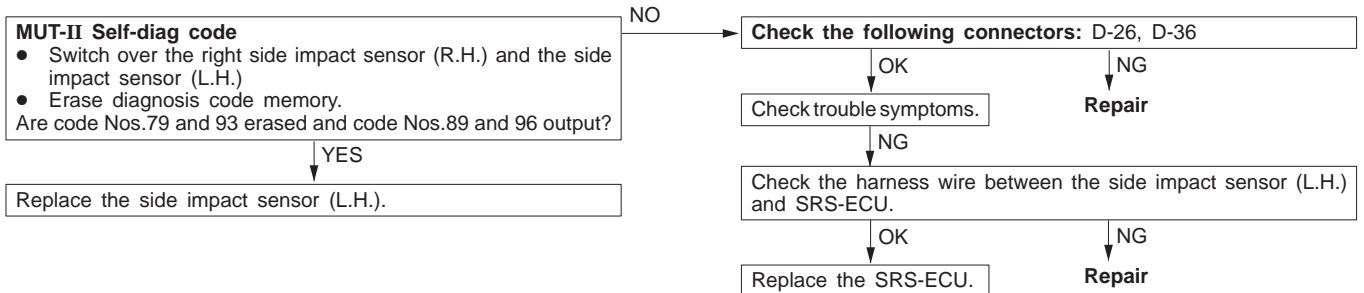 MUT-II Self-diag code
● Switch over the right side impact sensor (R.H.) and the side
impact sensor (L.H.)
● Erase diagnosis code memory.
Are code Nos.79 and 93 erased and code Nos.89 and 96 output?
YES
Replace the side impact sensor (L.H.).
NO
Check the following connectors: D-26, D-36
OK
NG
Check trouble symptoms.
Repair
NG
Check the harness wire between the side impact sensor (L.H.)
and SRS-ECU.
OK
NG
Replace the SRS-ECU.
Repair